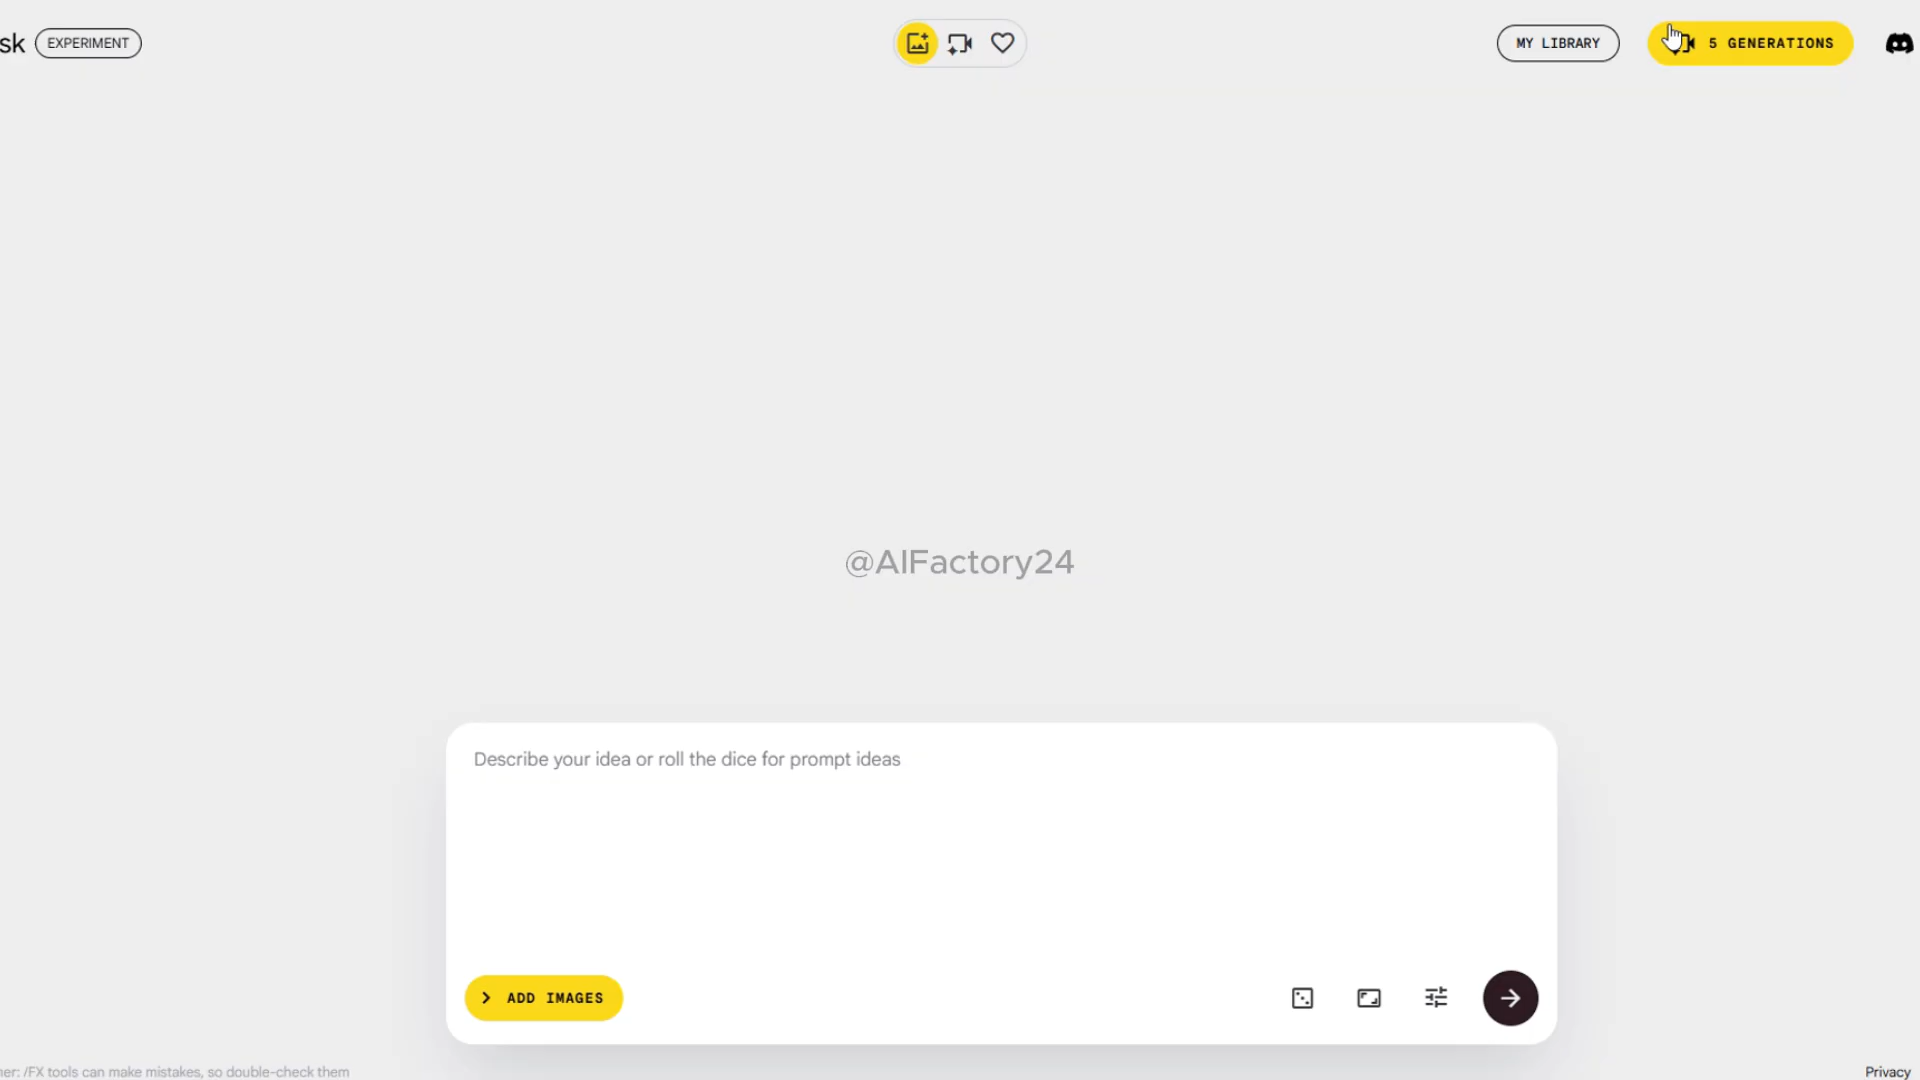 sk EXPERIMENT
MY LIBRARY
5 GENERATIONS
@AIFactory24
Describe your idea or roll the dice for prompt ideas
ADD IMAGES
ner: /FX tools can make mistakes, so double-check them
Privacy